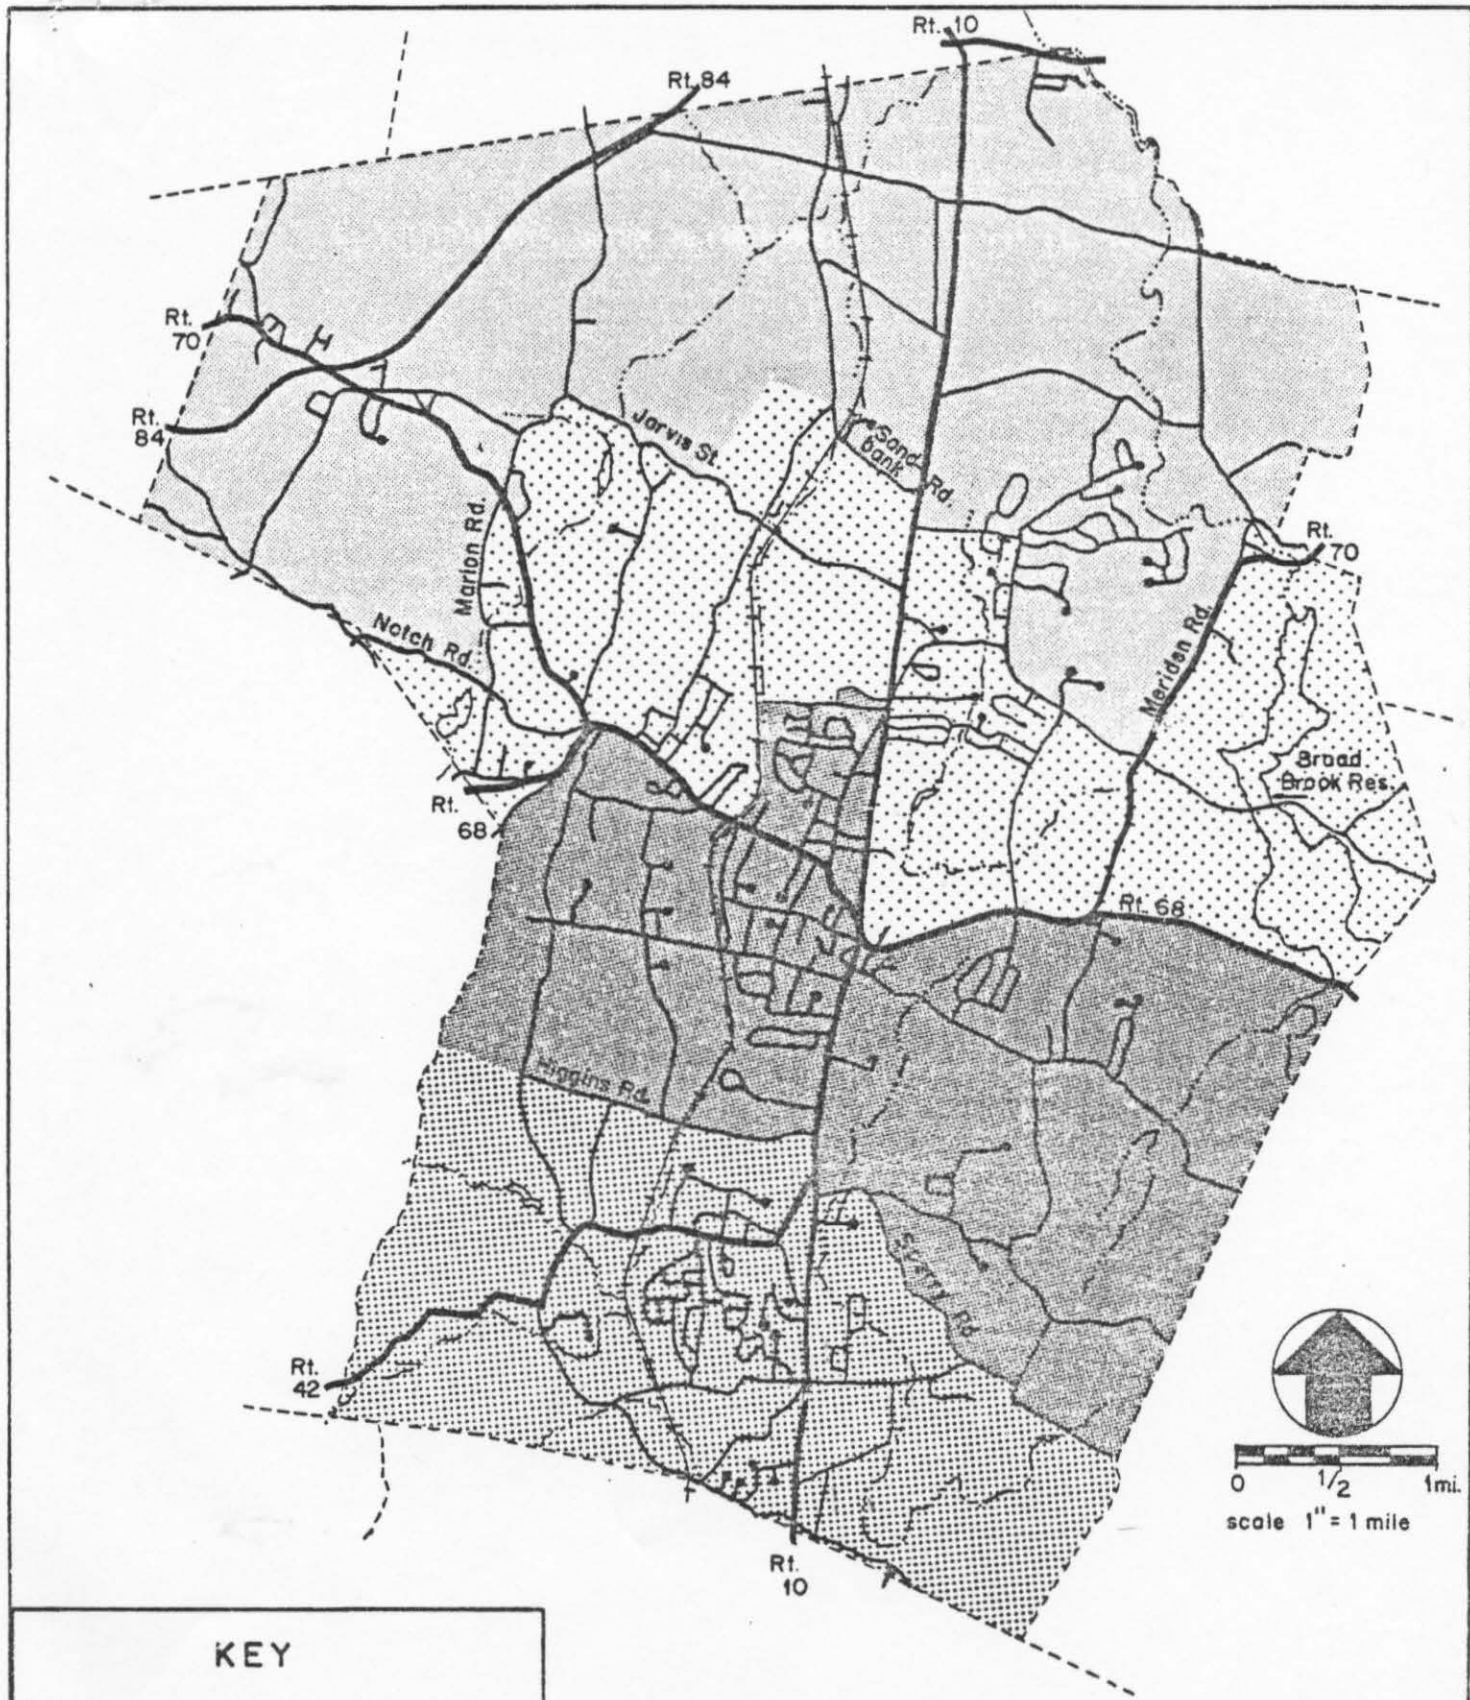 Rt. 10
Rt. 84
Rt.
70
Rt.
84
Jarvis St
Sand
bank
Rd.
Marion Rd.
Rt.
70
Notch Rd.
Meriden Rd.
Broad
Brook Res.
Rt.
68
Rt. 68
Higgins Rd.
Rd
Rt.
42
0 1/2 1mi.
scale 1" = 1 mile
Rt.
10
KEY